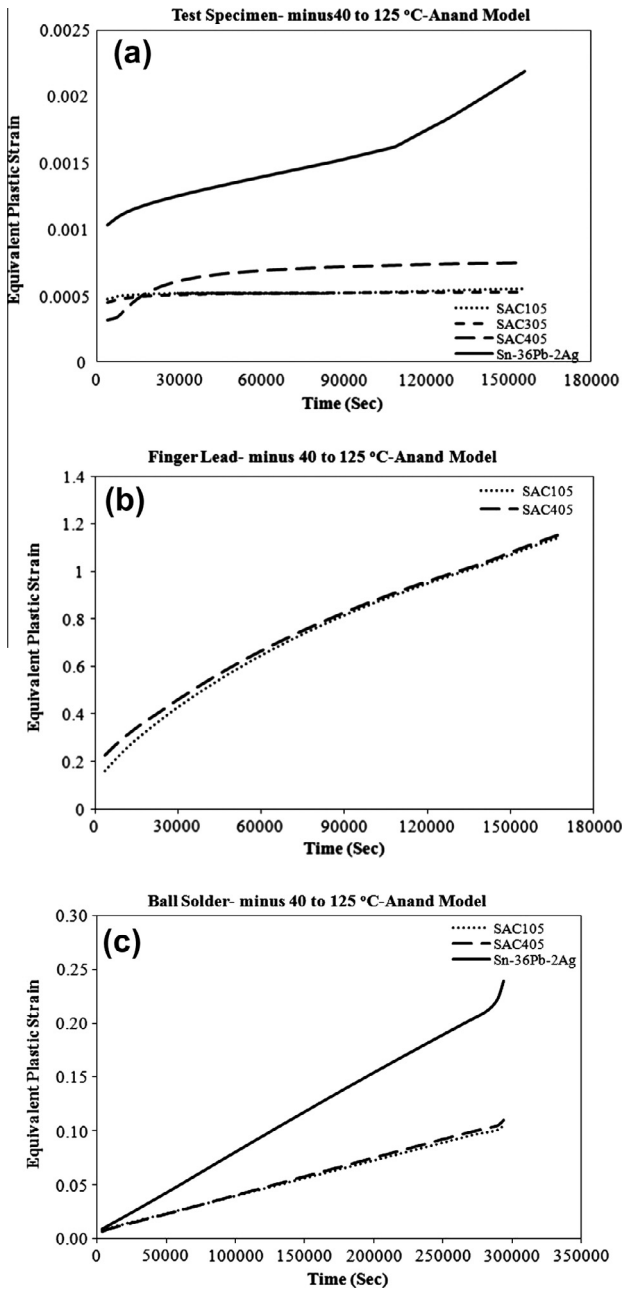 Test Specimen- minus40 to 125 °C-Anand Model
(a)
Equivalent Plastic Strain
0.0025
0.002
0.0015
0.001
0.0005
0
SAC105
SAC305
SAC405
Sn-36Pb-2Ag
0 30000 60000 90000 120000 150000 180000
Time (Sec)
Finger Lead- minus 40 to 125 °C-Anand Model
(b)
Equivalent Plastic Strain
1.4
1.2
1
0.8
0.6
0.4
0.2
0
SAC105
SAC405
0 30000 60000 90000 120000 150000 180000
Time (Sec)
Ball Solder- minus 40 to 125 °C-Anand Model
(c)
Equivalent Plastic Strain
0.30
0.25
0.20
0.15
0.10
0.05
0.00
SAC105
SAC405
Sn-36Pb-2Ag
0 50000 100000 150000 200000 250000 300000 350000
Time (Sec)